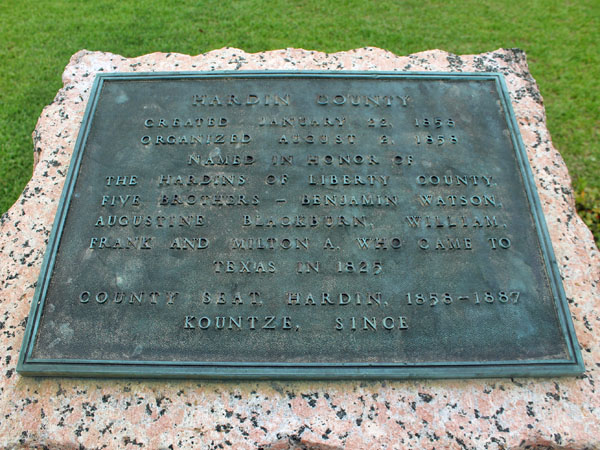 HARDIN COUNTY
CREATED JANUARY 22, 1858
ORGANIZED AUGUST 2, 1858
NAMED IN HONOR OF
THE HARDINS OF LIBERTY COUNTY
FIVE BROTHERS - BENJAMIN WATSON,
AUGUSTINE BLACKBURN, WILLIAM,
FRANK AND MILTON A. WHO CAME TO
TEXAS IN 1825
COUNTY SEAT, HARDIN, 1858-1887
KOUNTZE, SINCE